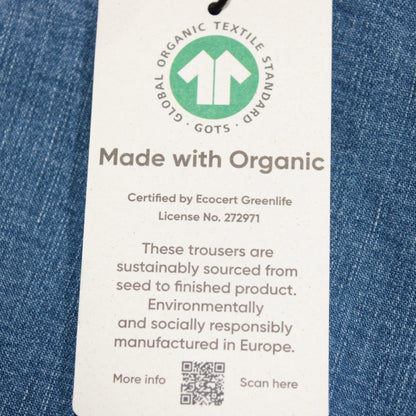 GLOBAL ORGANIC TEXTILE STANDARD · GOTS ·
Made with Organic
Certified by Ecocert Greenlife
License No. 272971
These trousers are
sustainably sourced from
seed to finished product.
Environmentally
and socially responsibly
manufactured in Europe.
More info
Scan here